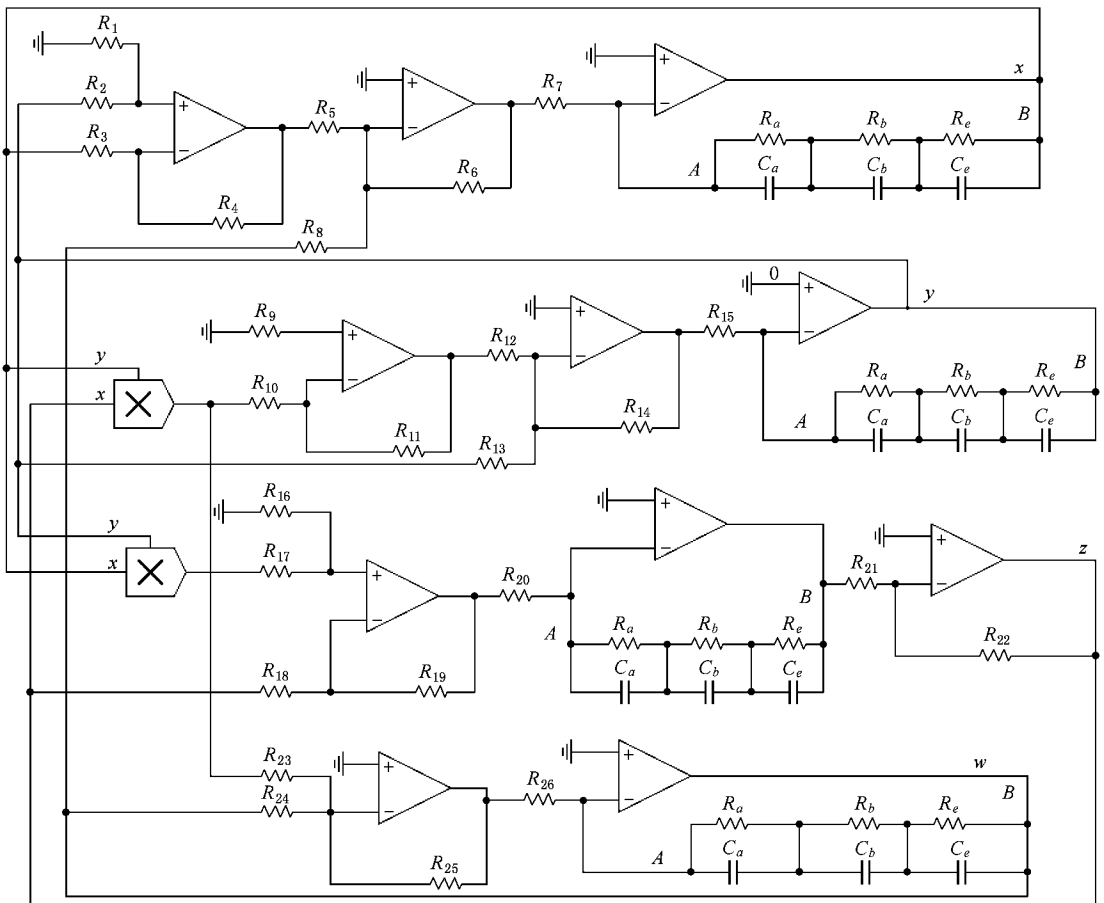 R1
R2
R3
R4
R5
R6
R7
R8
+
−
+
−
+
−
x
B
A
Ra
Rb
Re
Ca
Cb
Ce
R9
R10
R11
R12
R13
R14
R15
0
+
−
+
−
+
−
y
y
x
B
A
Ra
Rb
Re
Ca
Cb
Ce
R16
R17
R18
R19
R20
R21
R22
y
x
+
−
+
−
+
−
z
B
A
Ra
Rb
Re
Ca
Cb
Ce
R23
R24
R25
R26
+
−
+
−
w
B
A
Ra
Rb
Re
Ca
Cb
Ce